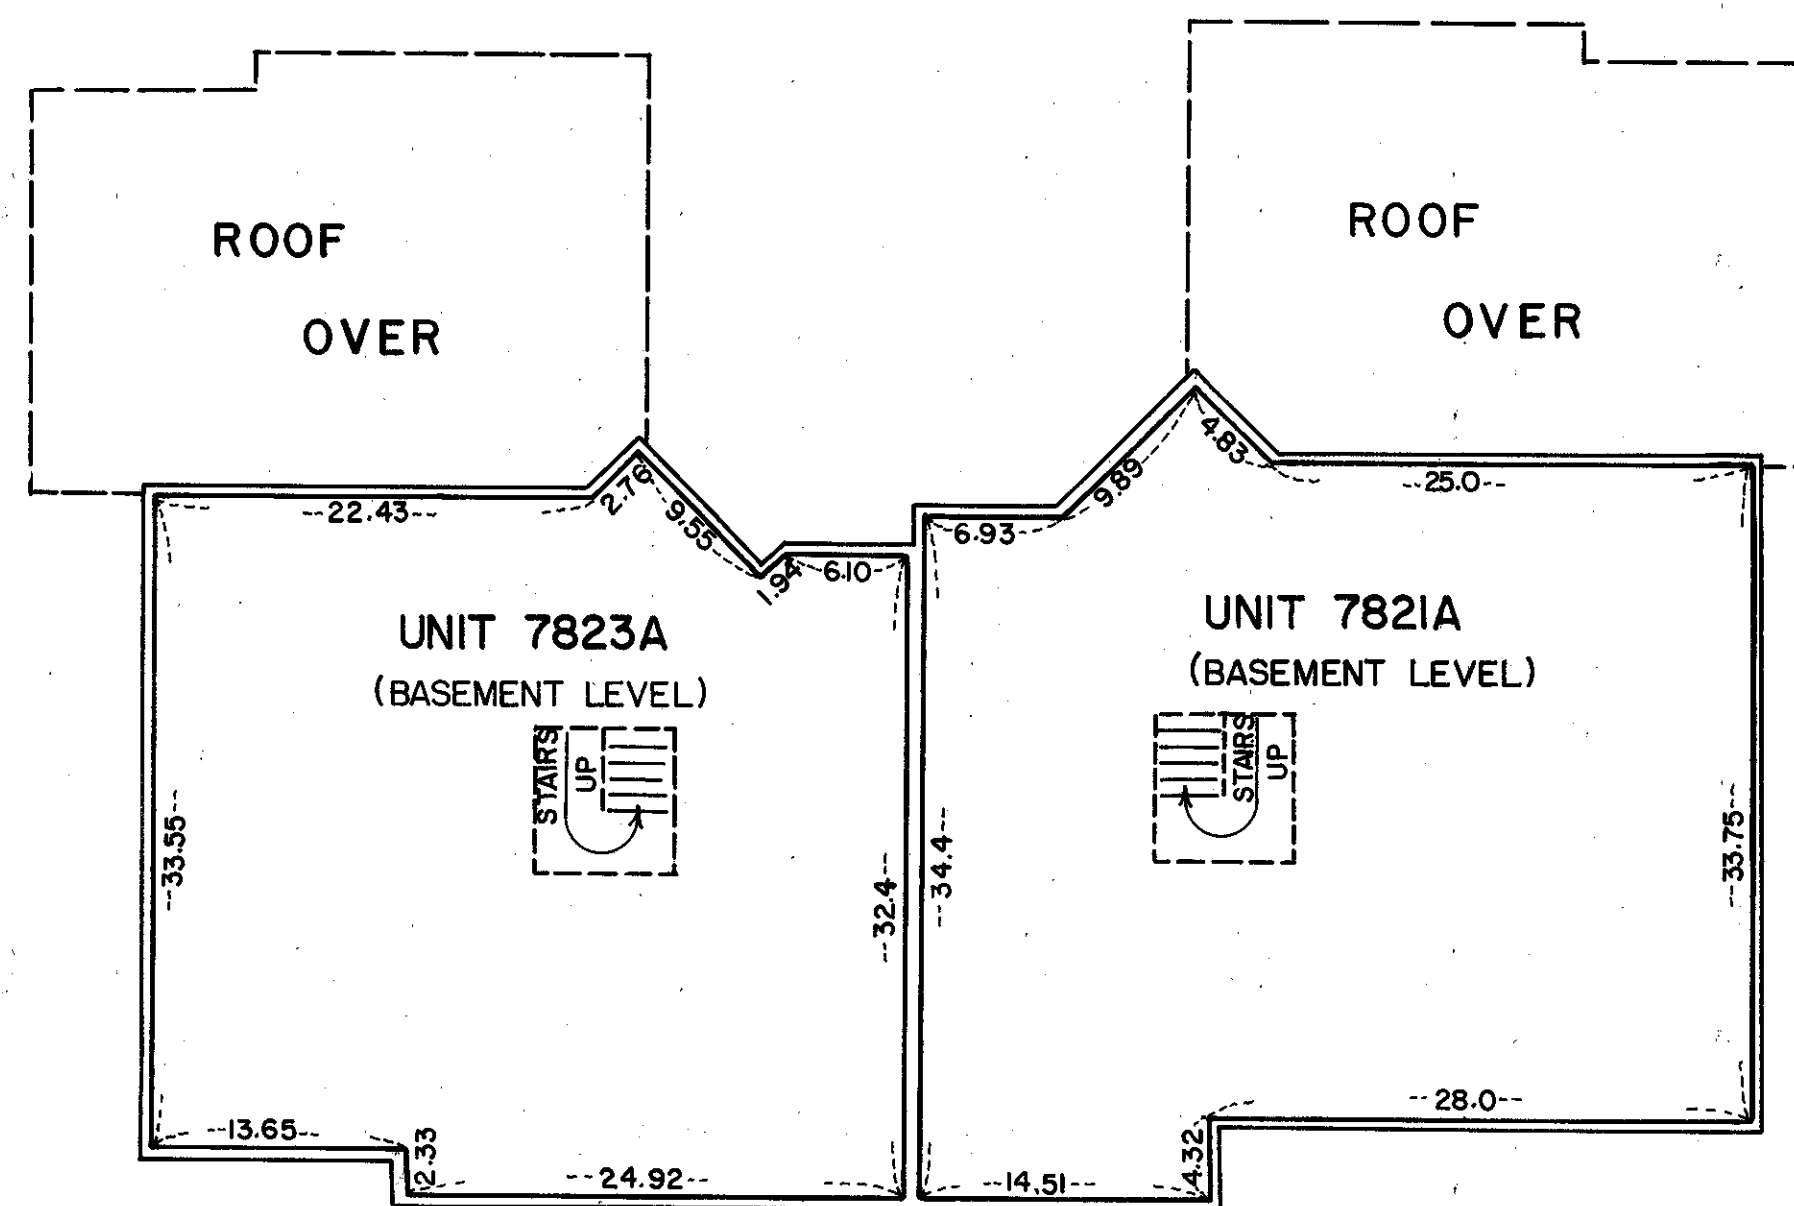 ROOF
OVER
ROOF
OVER
22.43
2.76
9.55
1.94
6.10
6.93
9.89
4.83
25.0
UNIT 7823A
(BASEMENT LEVEL)
STAIRS
UP
UNIT 7821A
(BASEMENT LEVEL)
STAIRS
UP
33.55
32.4
34.4
33.75
13.65
2.33
24.92
14.51
4.32
28.0